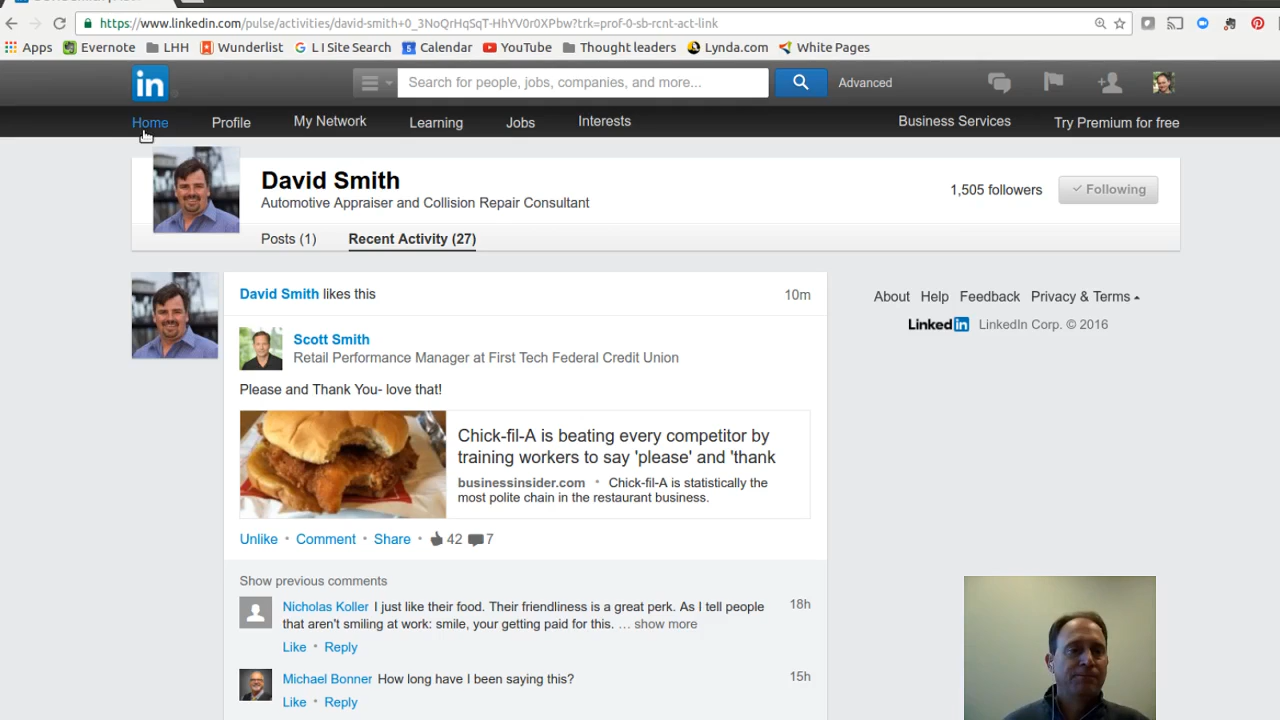 https://www.linkedin.com/pulse/activities/david-smith+0_3NoQrHqSqT-HhYV0r0XPbw?trk=prof-0-sb-rcnt-act-link
Apps Evernote LHH Wunderlist L I Site Search Calendar YouTube Thought leaders Lynda.com White Pages
in Search for people, jobs, companies, and more... Advanced
Home Profile My Network Learning Jobs Interests Business Services Try Premium for free
David Smith
Automotive Appraiser and Collision Repair Consultant
1,505 followers Following
Posts (1) Recent Activity (27)
David Smith likes this 10m
Scott Smith
Retail Performance Manager at First Tech Federal Credit Union
Please and Thank You- love that!
Chick-fil-A is beating every competitor by
training workers to say 'please' and 'thank
businessinsider.com • Chick-fil-A is statistically the
most polite chain in the restaurant business.
Unlike • Comment • Share • 42 7
Show previous comments
Nicholas Koller I just like their food. Their friendliness is a great perk. As I tell people 18h
that aren't smiling at work: smile, your getting paid for this. … show more
Like • Reply
Michael Bonner How long have I been saying this? 15h
Like • Reply
About Help Feedback Privacy & Terms
Linked in LinkedIn Corp. © 2016